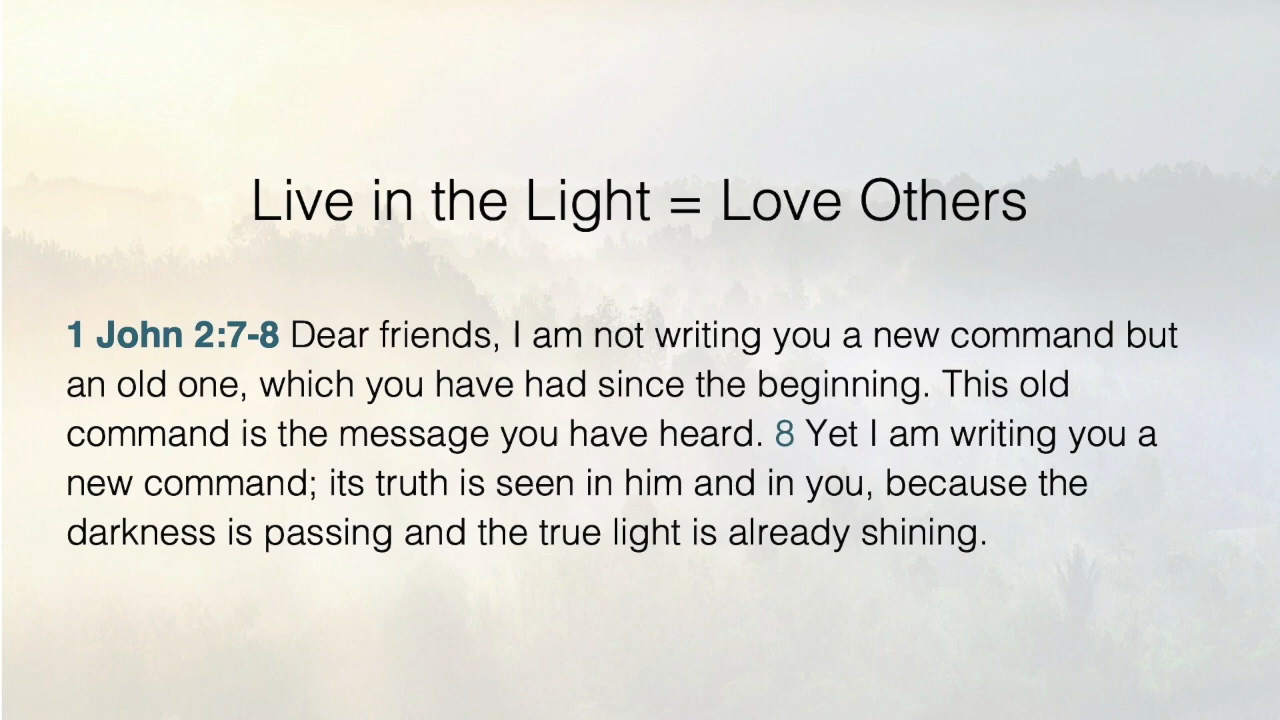 Live in the Light = Love Others
1 John 2:7-8 Dear friends, I am not writing you a new command but
an old one, which you have had since the beginning. This old
command is the message you have heard. 8 Yet I am writing you a
new command; its truth is seen in him and in you, because the
darkness is passing and the true light is already shining.